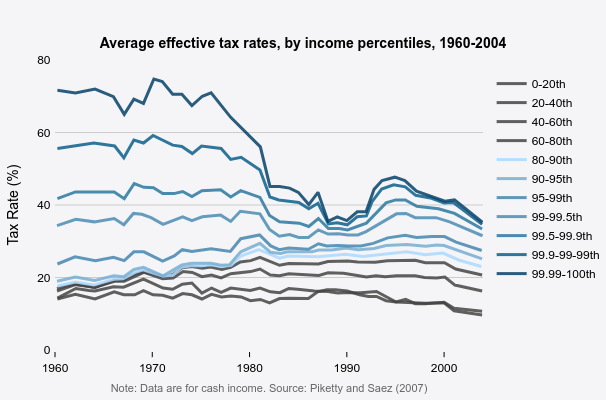 Average effective tax rates, by income percentiles, 1960-2004
80
60
40
20
0
Tax Rate (%)
1960
1970
1980
1990
2000
0-20th
20-40th
40-60th
60-80th
80-90th
90-95th
95-99th
99-99.5th
99.5-99.9th
99.9-99-99th
99.99-100th
Note: Data are for cash income. Source: Piketty and Saez (2007)